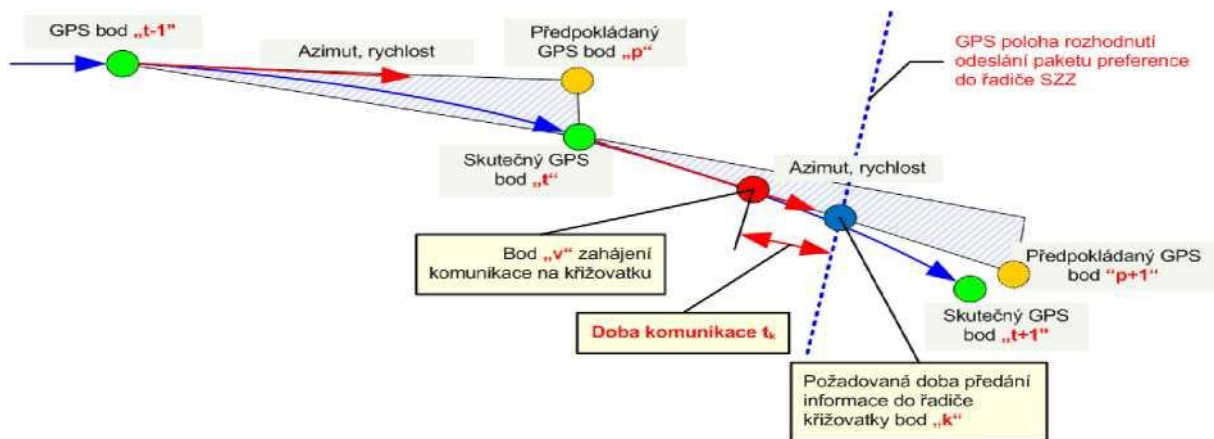 GPS bod „t-1"
Azimut, rychlost
Předpokládaný
GPS bod „p“
GPS poloha rozhodnutí
odeslání paketu preference
do řadiče SZZ
Skutečný GPS
bod „t“
Azimut, rychlost
Bod „v“ zahájení
komunikace na křižovatku
Předpokládaný GPS
bod “p+1“
Doba komunikace tₖ
Skutečný GPS
bod „t+1"
Požadovaná doba předání
informace do řadiče
křižovatky bod „k“